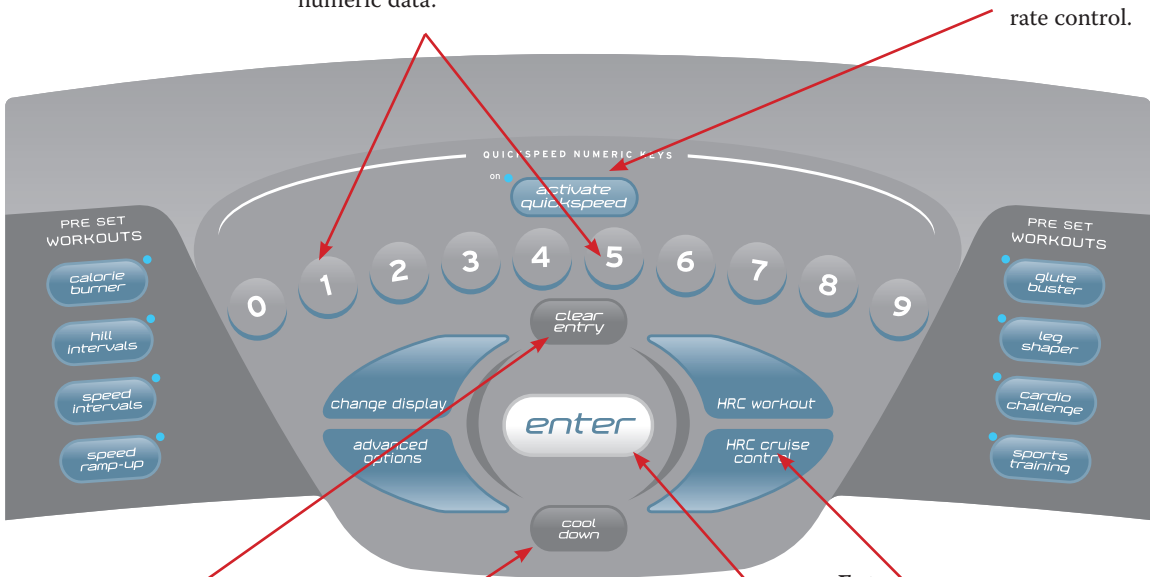 numeric data.
rate control.
QUICKSPEED NUMERIC KEYS
on
activate
quickspeed
PRE SET
WORKOUTS
calorie
burner
hill
intervals
speed
intervals
speed
ramp-up
0 1 2 3 4 5 6 7 8 9
clear
entry
change display
advanced
options
enter
HRC workout
HRC cruise
control
cool
down
PRE SET
WORKOUTS
glute
buster
leg
shaper
cardio
challenge
sports
training